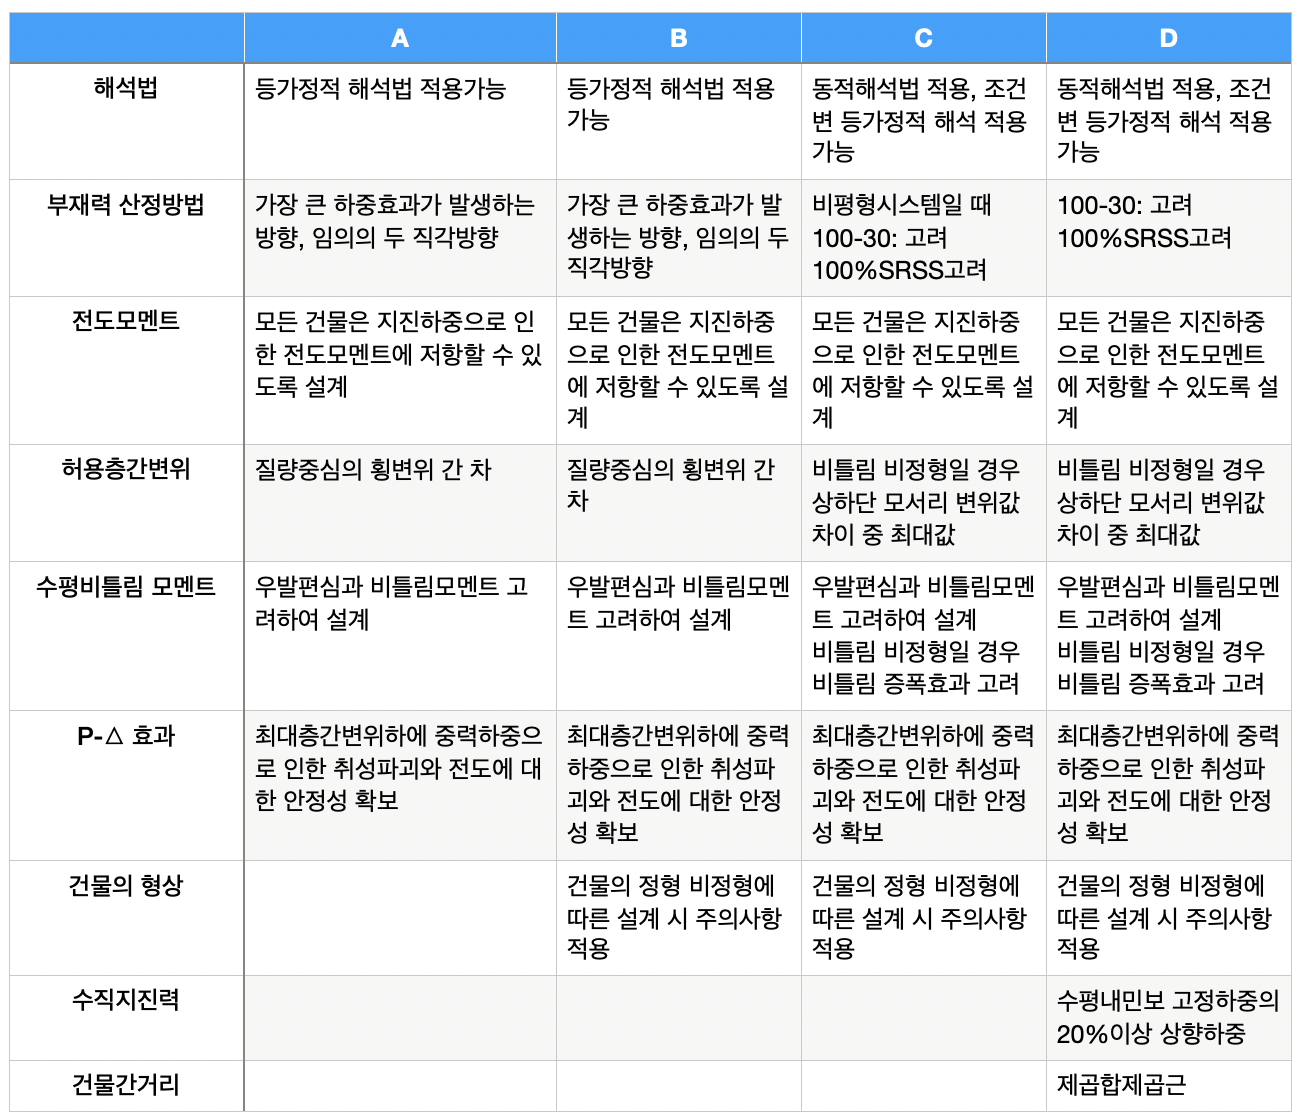 A
B
C
D
해석법
등가정적 해석법 적용가능
등가정적 해석법 적용
가능
동적해석법 적용, 조건
변 등가정적 해석 적용
가능
동적해석법 적용, 조건
변 등가정적 해석 적용
가능
부재력 산정방법
가장 큰 하중효과가 발생하는
방향, 임의의 두 직각방향
가장 큰 하중효과가 발
생하는 방향, 임의의 두
직각방향
비평형시스템일 때
100-30: 고려
100%SRSS고려
100-30: 고려
100%SRSS고려
전도모멘트
모든 건물은 지진하중으로 인
한 전도모멘트에 저항할 수 있
도록 설계
모든 건물은 지진하중
으로 인한 전도모멘트
에 저항할 수 있도록 설
계
모든 건물은 지진하중
으로 인한 전도모멘트
에 저항할 수 있도록 설
계
모든 건물은 지진하중
으로 인한 전도모멘트
에 저항할 수 있도록 설
계
허용층간변위
질량중심의 횡변위 간 차
질량중심의 횡변위 간
차
비틀림 비정형일 경우
상하단 모서리 변위값
차이 중 최대값
비틀림 비정형일 경우
상하단 모서리 변위값
차이 중 최대값
수평비틀림 모멘트
우발편심과 비틀림모멘트 고
려하여 설계
우발편심과 비틀림모멘
트 고려하여 설계
우발편심과 비틀림모멘
트 고려하여 설계
비틀림 비정형일 경우
비틀림 증폭효과 고려
우발편심과 비틀림모멘
트 고려하여 설계
비틀림 비정형일 경우
비틀림 증폭효과 고려
P-△ 효과
최대층간변위하에 중력하중으
로 인한 취성파괴와 전도에 대
한 안정성 확보
최대층간변위하에 중력
하중으로 인한 취성파
괴와 전도에 대한 안정
성 확보
최대층간변위하에 중력
하중으로 인한 취성파
괴와 전도에 대한 안정
성 확보
최대층간변위하에 중력
하중으로 인한 취성파
괴와 전도에 대한 안정
성 확보
건물의 형상
건물의 정형 비정형에
따른 설계 시 주의사항
적용
건물의 정형 비정형에
따른 설계 시 주의사항
적용
건물의 정형 비정형에
따른 설계 시 주의사항
적용
수직지진력
수평내민보 고정하중의
20%이상 상향하중
건물간거리
제곱합제곱근